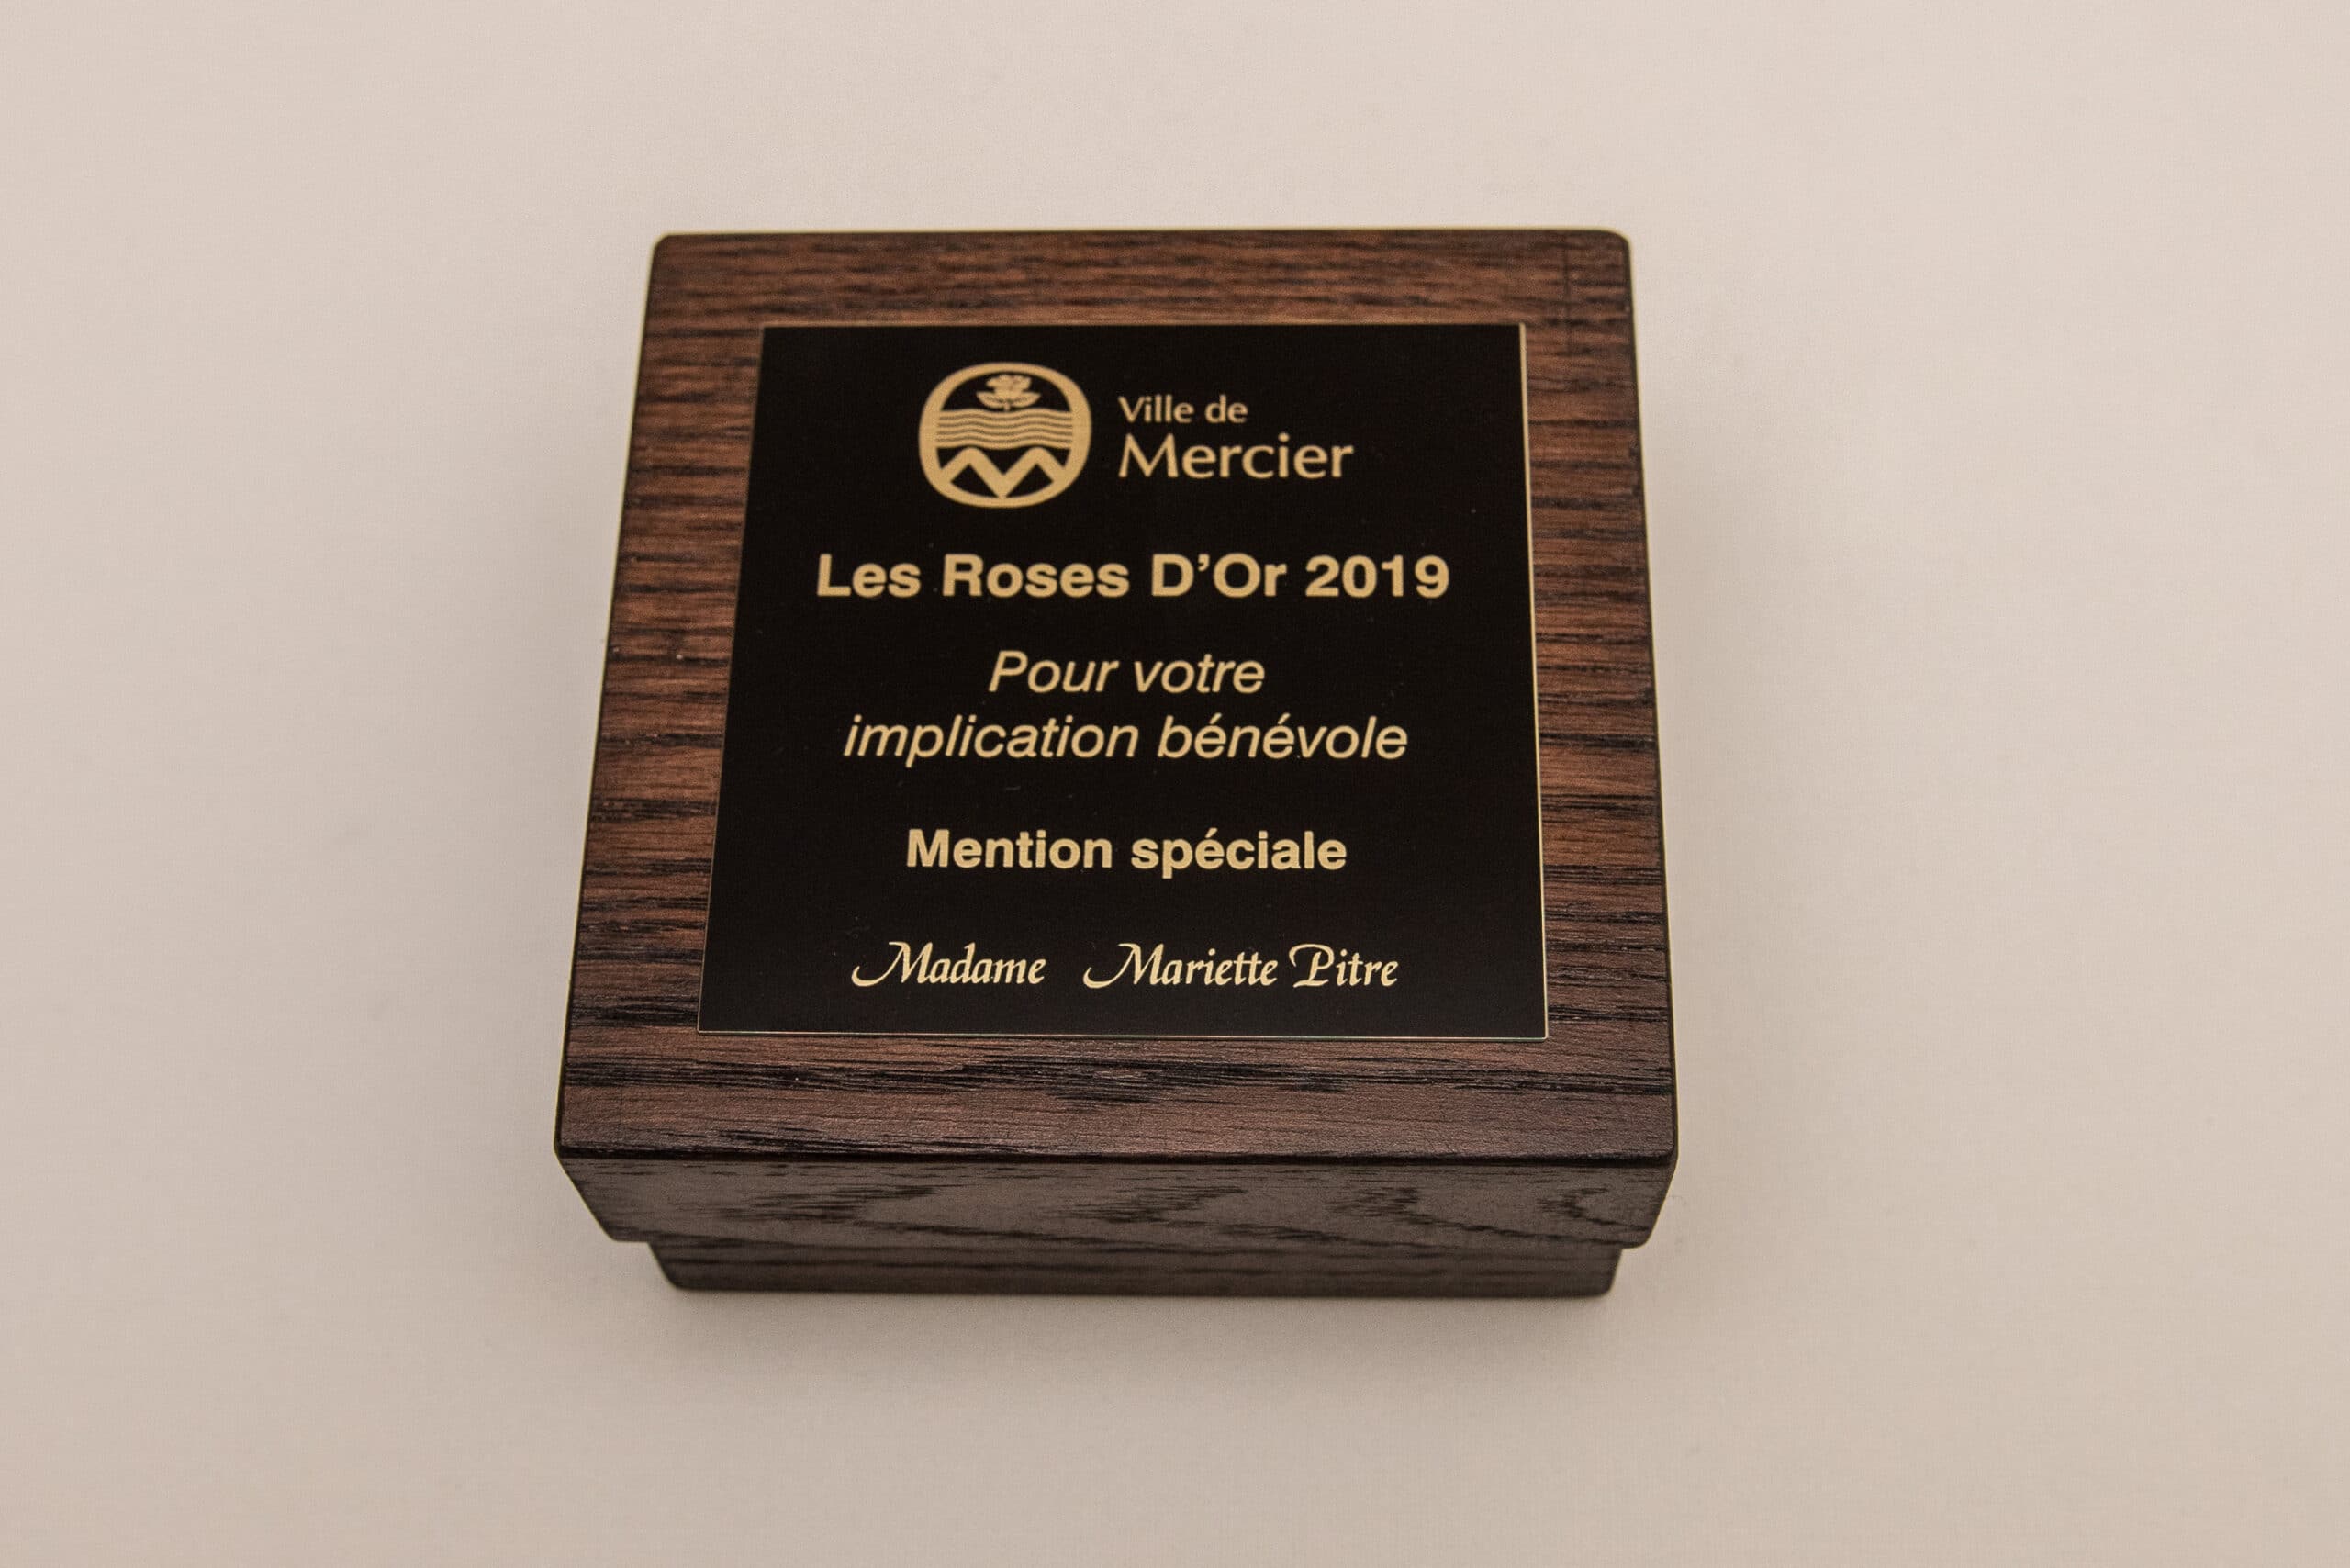 Ville de
Mercier
Les Roses D'Or 2019
Pour votre
implication bénévole
Mention spéciale
Madame Mariette Pitre